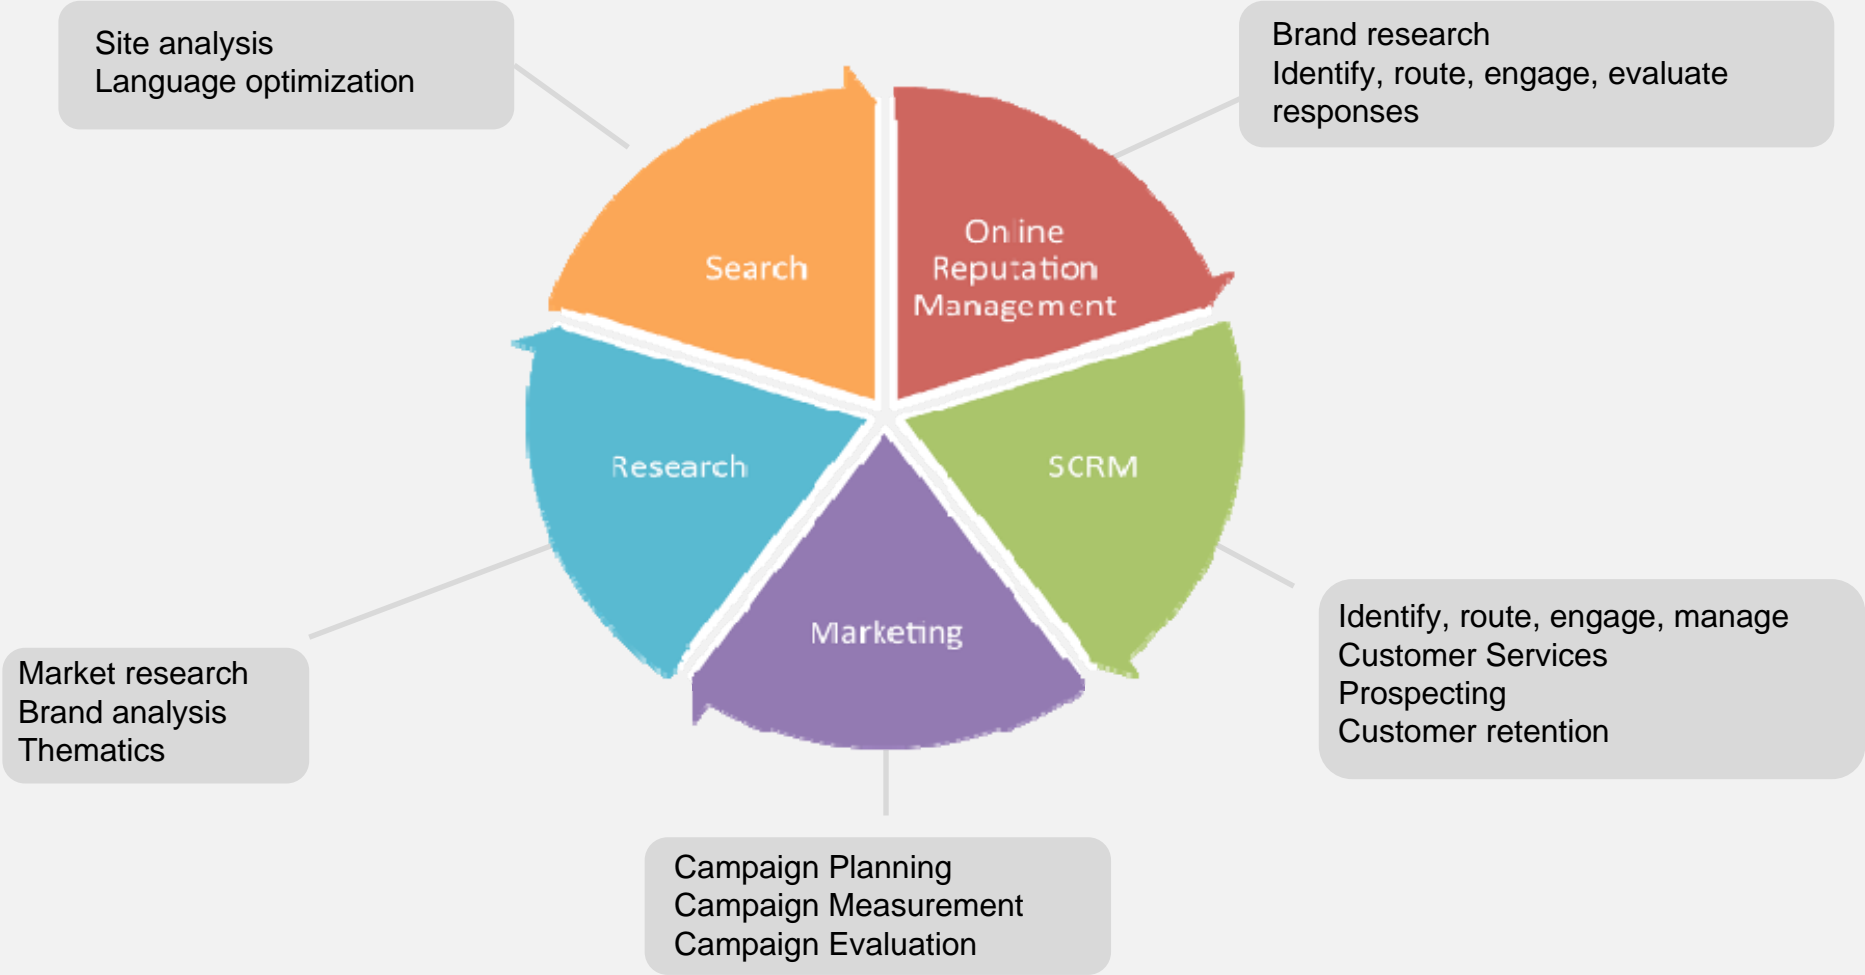 Site analysis
Language optimization
Brand research
Identify, route, engage, evaluate
responses
Search
Online
Reputation
Management
Research
SCRM
Marketing
Market research
Brand analysis
Thematics
Identify, route, engage, manage
Customer Services
Prospecting
Customer retention
Campaign Planning
Campaign Measurement
Campaign Evaluation